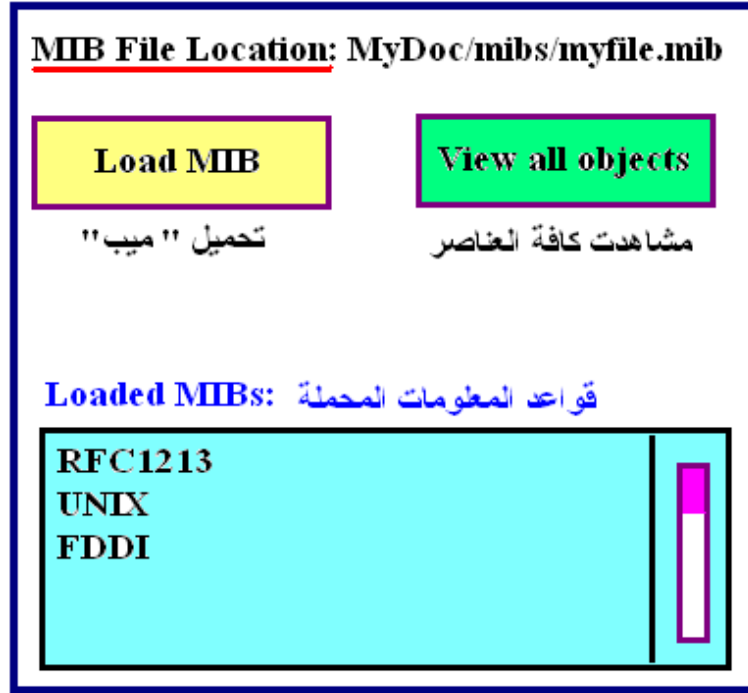 MIB File Location: MyDoc/mibs/myfile.mib
Load MIB
View all objects
تحميل " ميب"
مشاهدت كافة العناصر
Loaded MIBs: قواعد المعلومات المحملة
RFC1213
UNIX
FDDI